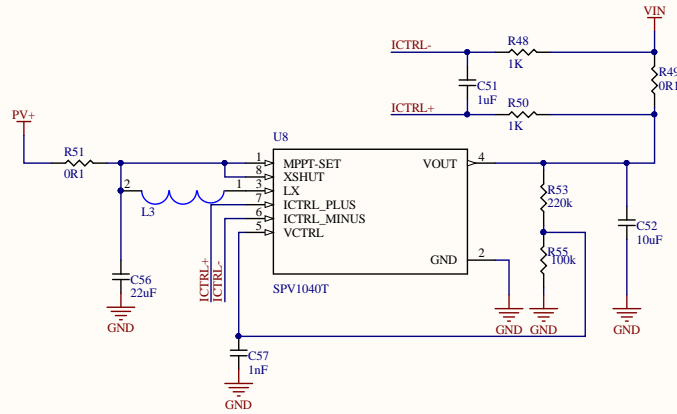 VIN
ICTRL-
R48
1K
C51
1uF
R49
0R1
ICTRL+
R50
1K
PV+
R51
0R1
U8
1 MPPT-SET VOUT 4
8 XSHUT
2 1 3 LX
L3
7 ICTRL_PLUS
6 ICTRL_MINUS
5 VCTRL
GND 2
SPV1040T
R53
220k
C52
10uF
R55
100k
ICTRL+
ICTRL-
C56
22uF
GND
GND
GND
GND
C57
1nF
GND